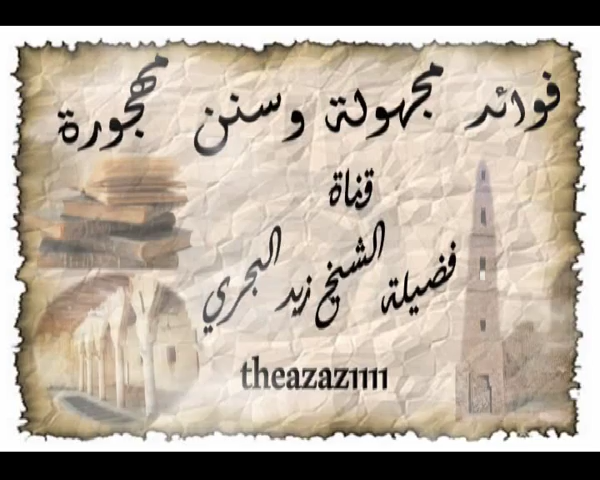 فوائد مجهولة وسنن مهجورة
قناة
فضيلة الشيخ زيد البحري
theazaz1111